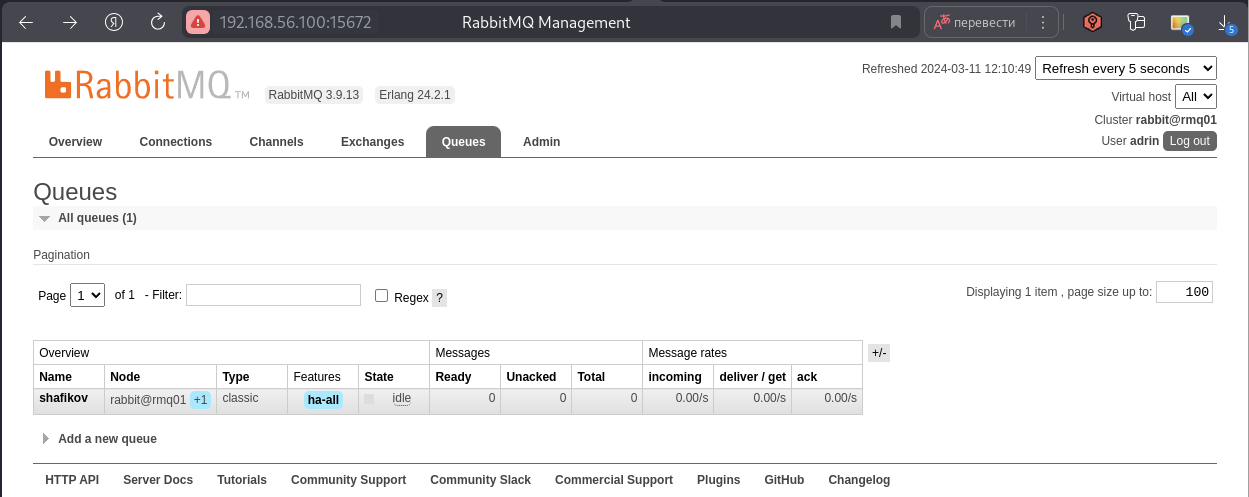 192.168.56.100:15672 RabbitMQ Management перевести 5
RabbitMQ TM RabbitMQ 3.9.13 Erlang 24.2.1
Refreshed 2024-03-11 12:10:49 Refresh every 5 seconds
Virtual host All
Cluster rabbit@rmq01
User adrin Log out
Overview Connections Channels Exchanges Queues Admin
Queues
All queues (1)
Pagination
Page 1 of 1 - Filter: Regex ? Displaying 1 item , page size up to: 100
Overview Messages Message rates +/-
Name Node Type Features State Ready Unacked Total incoming deliver / get ack
shafikov rabbit@rmq01 +1 classic ha-all idle 0 0 0 0.00/s 0.00/s 0.00/s
Add a new queue
HTTP API Server Docs Tutorials Community Support Community Slack Commercial Support Plugins GitHub Changelog